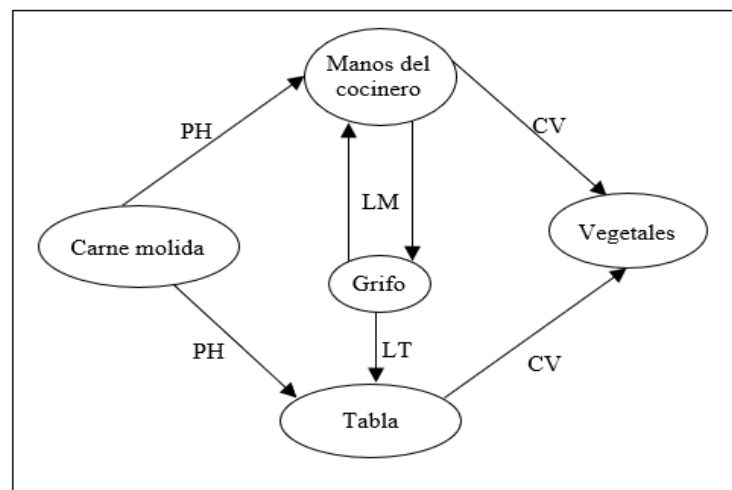 Manos del
cocinero
PH
CV
LM
Carne molida
Vegetales
Grifo
PH
LT
CV
Tabla